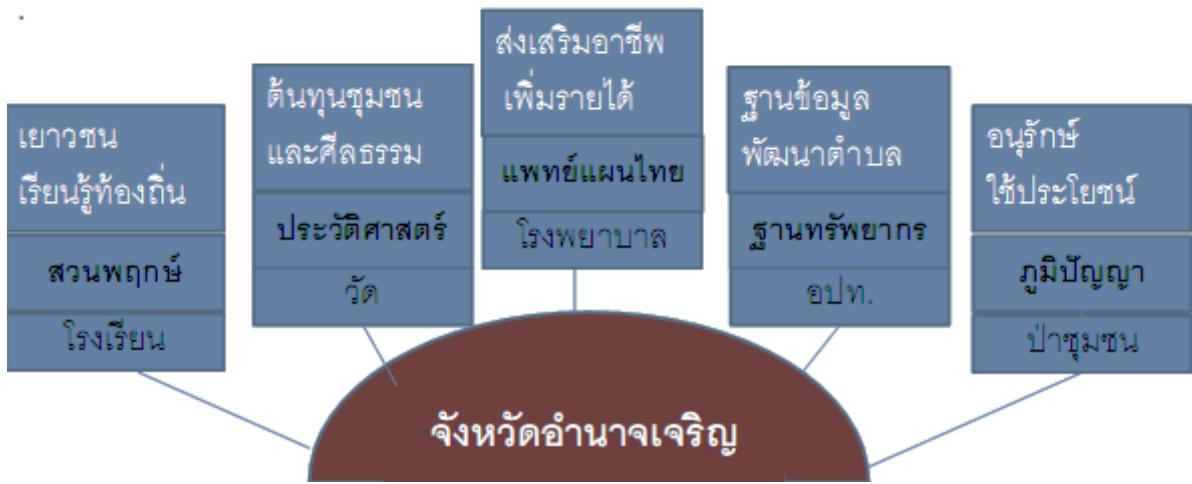 เยาวชน
เรียนรู้ท้องถิ่น
สวนพฤกษ์
โรงเรียน
ต้นทุนชุมชน
และศีลธรรม
ประวัติศาสตร์
วัด
ส่งเสริมอาชีพ
เพิ่มรายได้
แพทย์แผนไทย
โรงพยาบาล
ฐานข้อมูล
พัฒนาตำบล
ฐานทรัพยากร
อปท.
อนุรักษ์
ใช้ประโยชน์
ภูมิปัญญา
ป่าชุมชน
จังหวัดอำนาจเจริญ